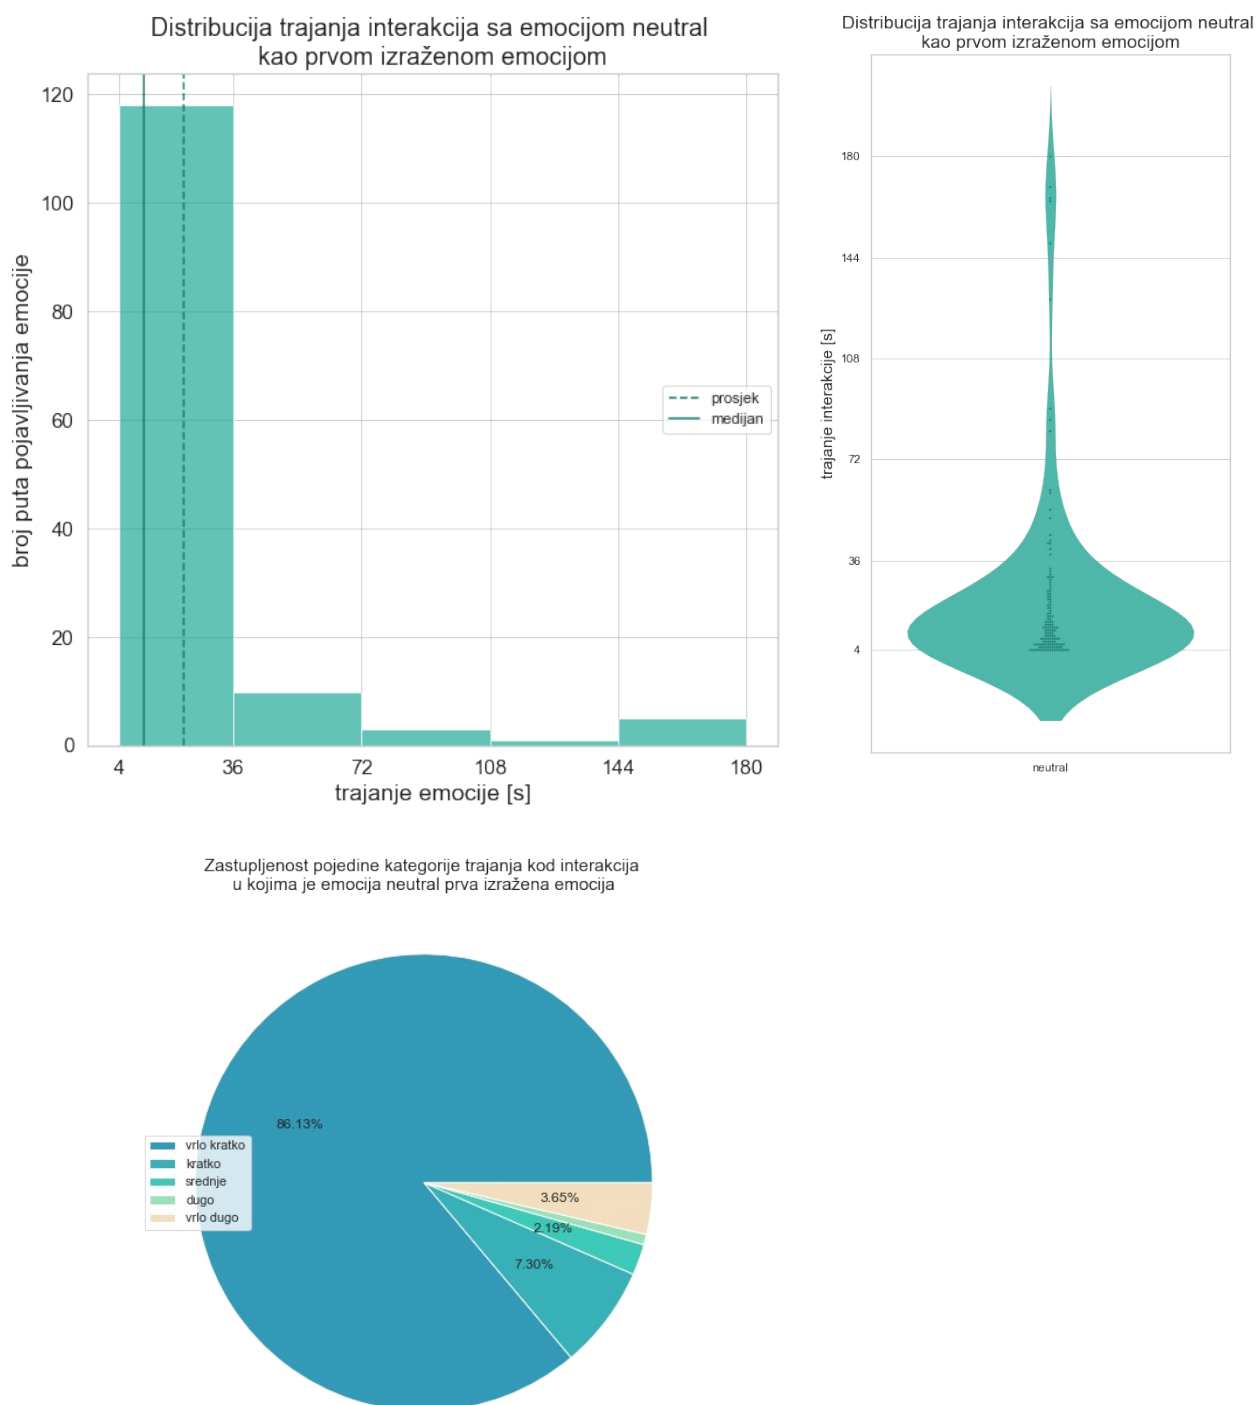 Distribucija trajanja interakcija sa emocijom neutral
kao prvom izraženom emocijom
broj puta pojavljivanja emocije
120
100
80
60
40
20
0
4 36 72 108 144 180
trajanje emocije [s]
prosjek
medijan
Distribucija trajanja interakcija sa emocijom neutral
kao prvom izraženom emocijom
trajanje interakcije [s]
180
144
108
72
36
4
neutral
Zastupljenost pojedine kategorije trajanja kod interakcija
u kojima je emocija neutral prva izražena emocija
86.13%
vrlo kratko
kratko
srednje
dugo
vrlo dugo
3.65%
2.19%
7.30%